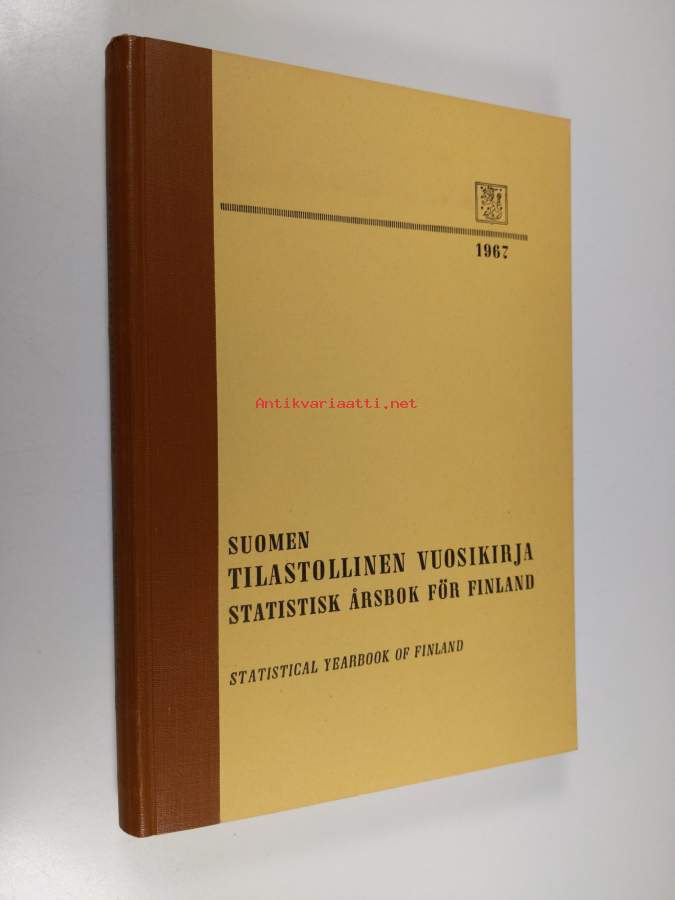 1967
Antikvariaatti.net
SUOMEN
TILASTOLLINEN VUOSIKIRJA
STATISTISK ÅRSBOK FÖR FINLAND
STATISTICAL YEARBOOK OF FINLAND